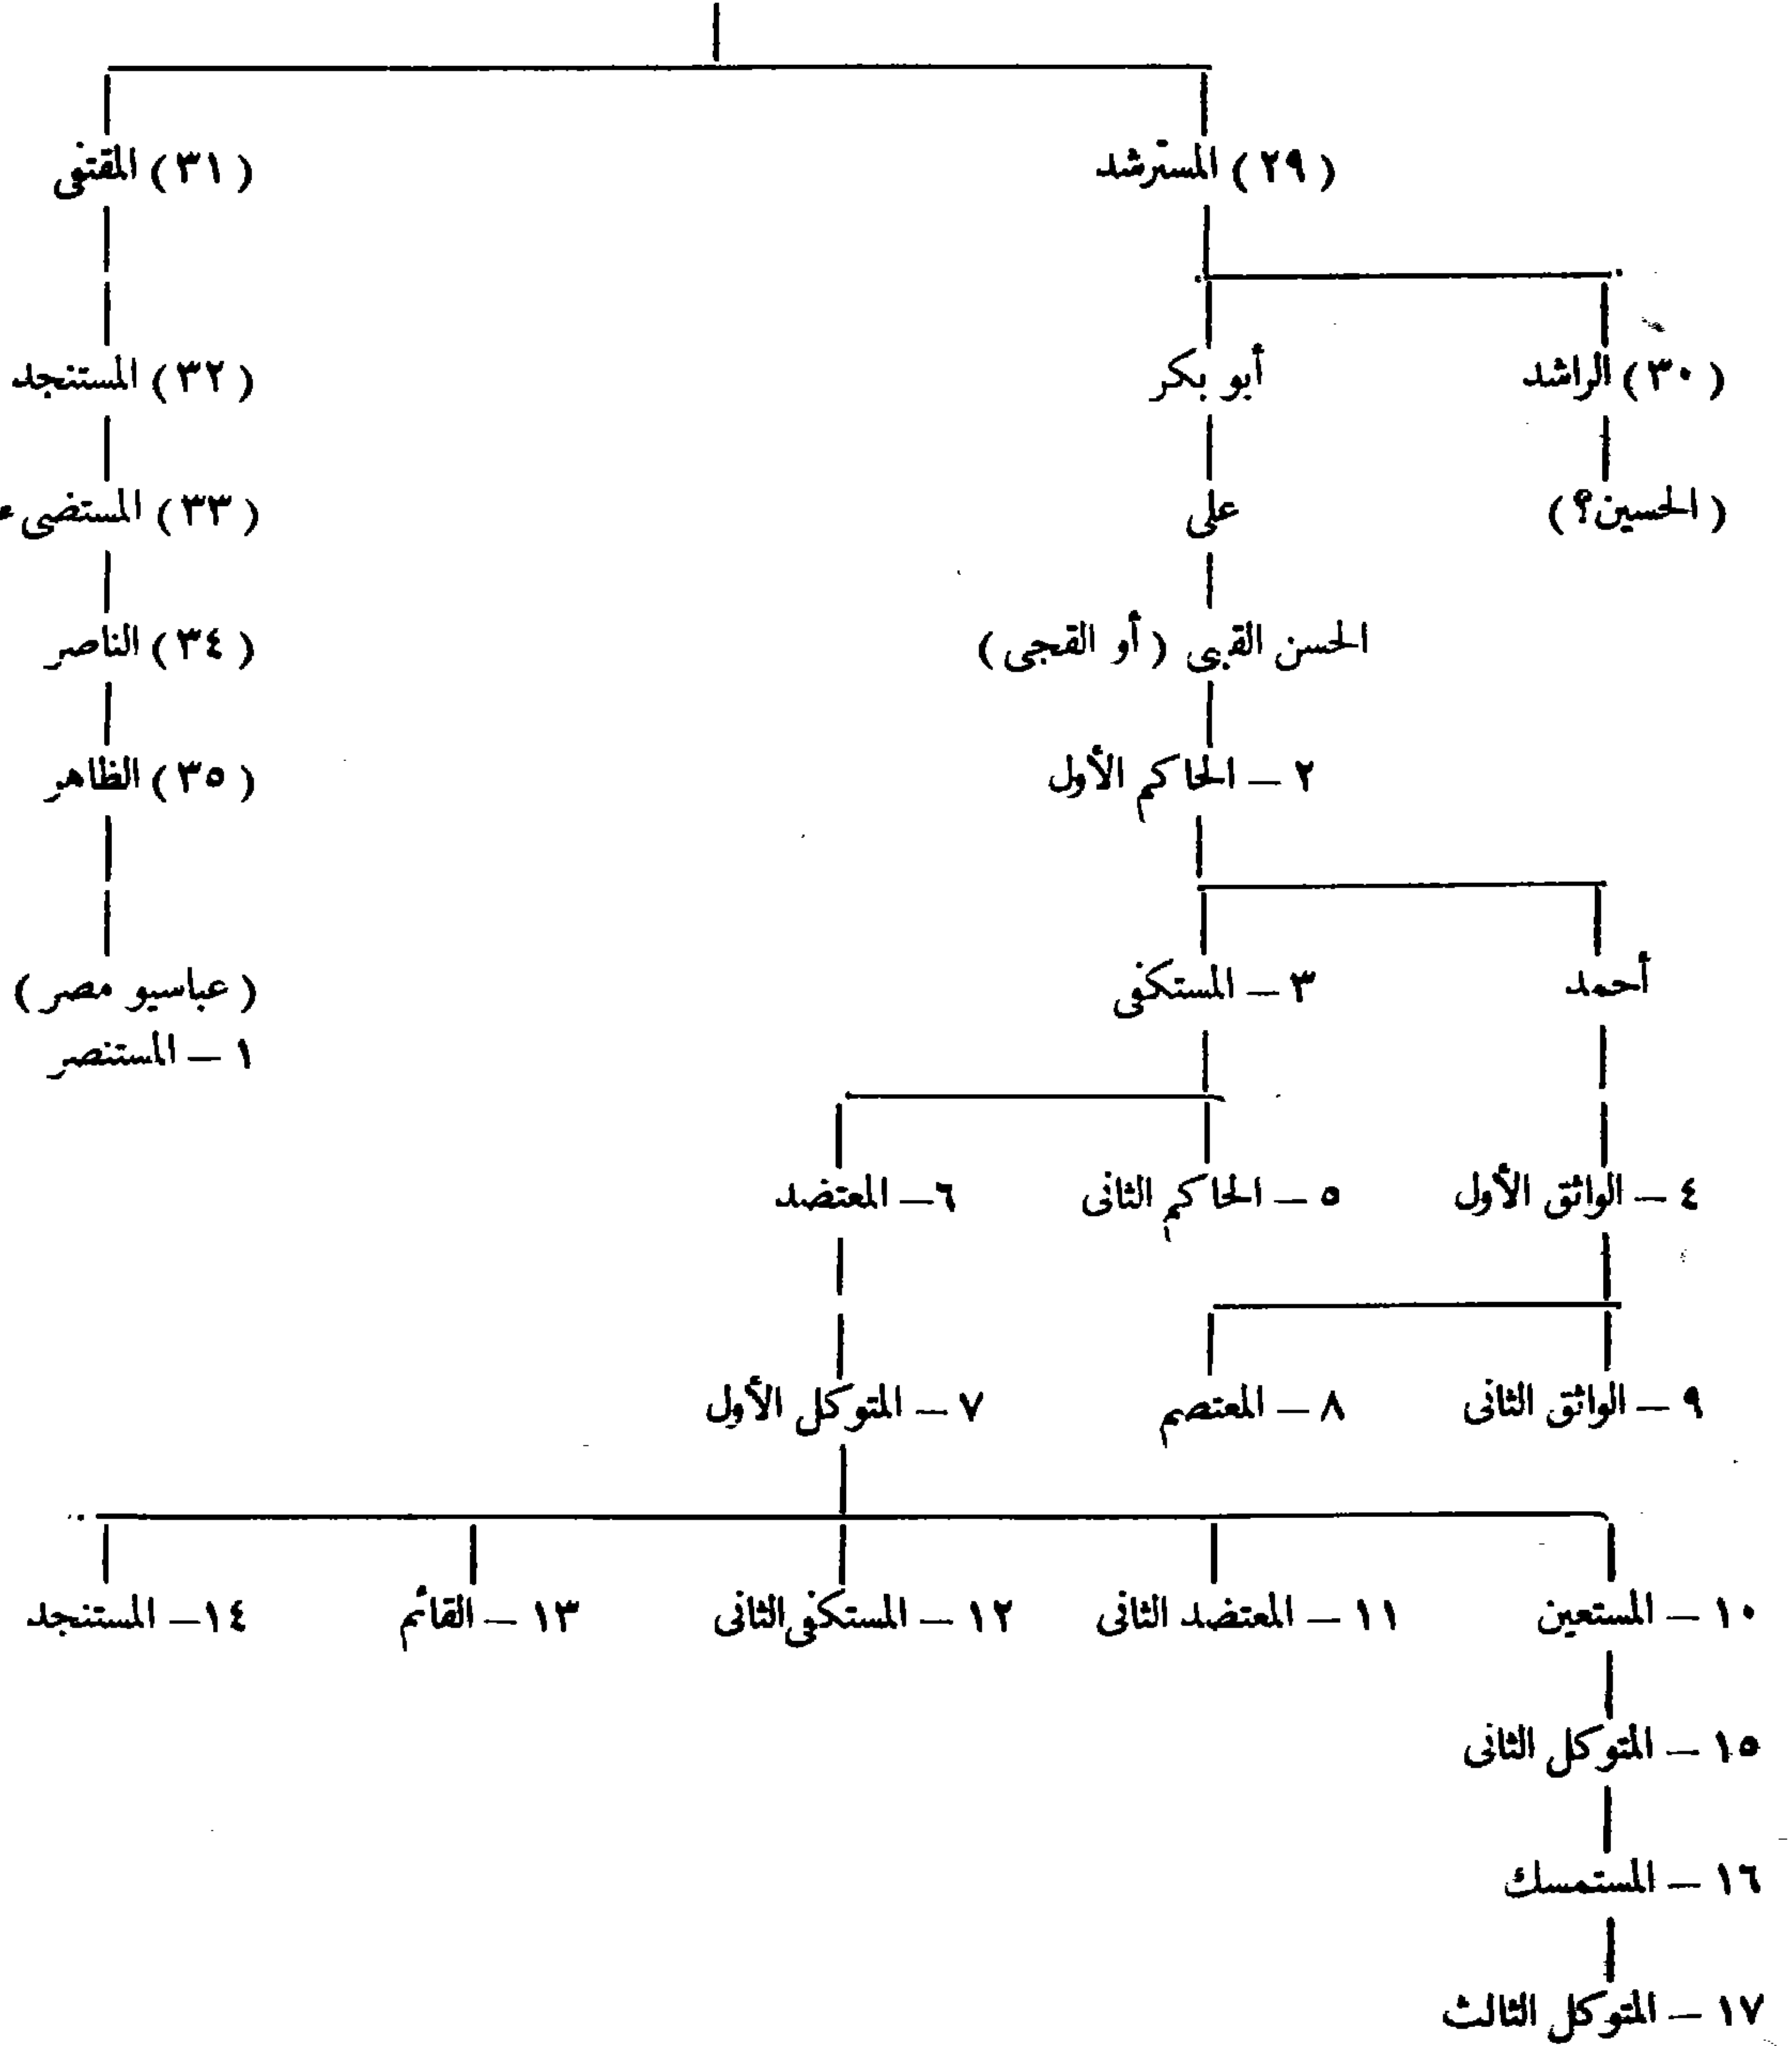 (٢٩) المسترشد (٣١) المقتفى
(٣٠) الراشد أبو بكر (٣٢) المستنجد
(الحسين؟) على (٣٣) المستضىء
الحسن القبى (أو القجى) (٣٤) الناصر
٢ – الحاكم الأول (٣٥) الظاهر
أحمد ٣ – المستكفى (عباسيو مصر)
١ – المستنصر
٤ – الواثق الأول ٥ – الحاكم الثانى ٦ – المعتضد
٩ – الواثق الثانى ٨ – المعتصم ٧ – المتوكل الأول
١٠ – المستعين ١١ – المعتضد الثانى ١٢ – المستكفى الثانى ١٣ – القائم ١٤ – المستنجد
١٥ – المتوكل الثانى
١٦ – المستمسك
١٧ – المتوكل الثالث